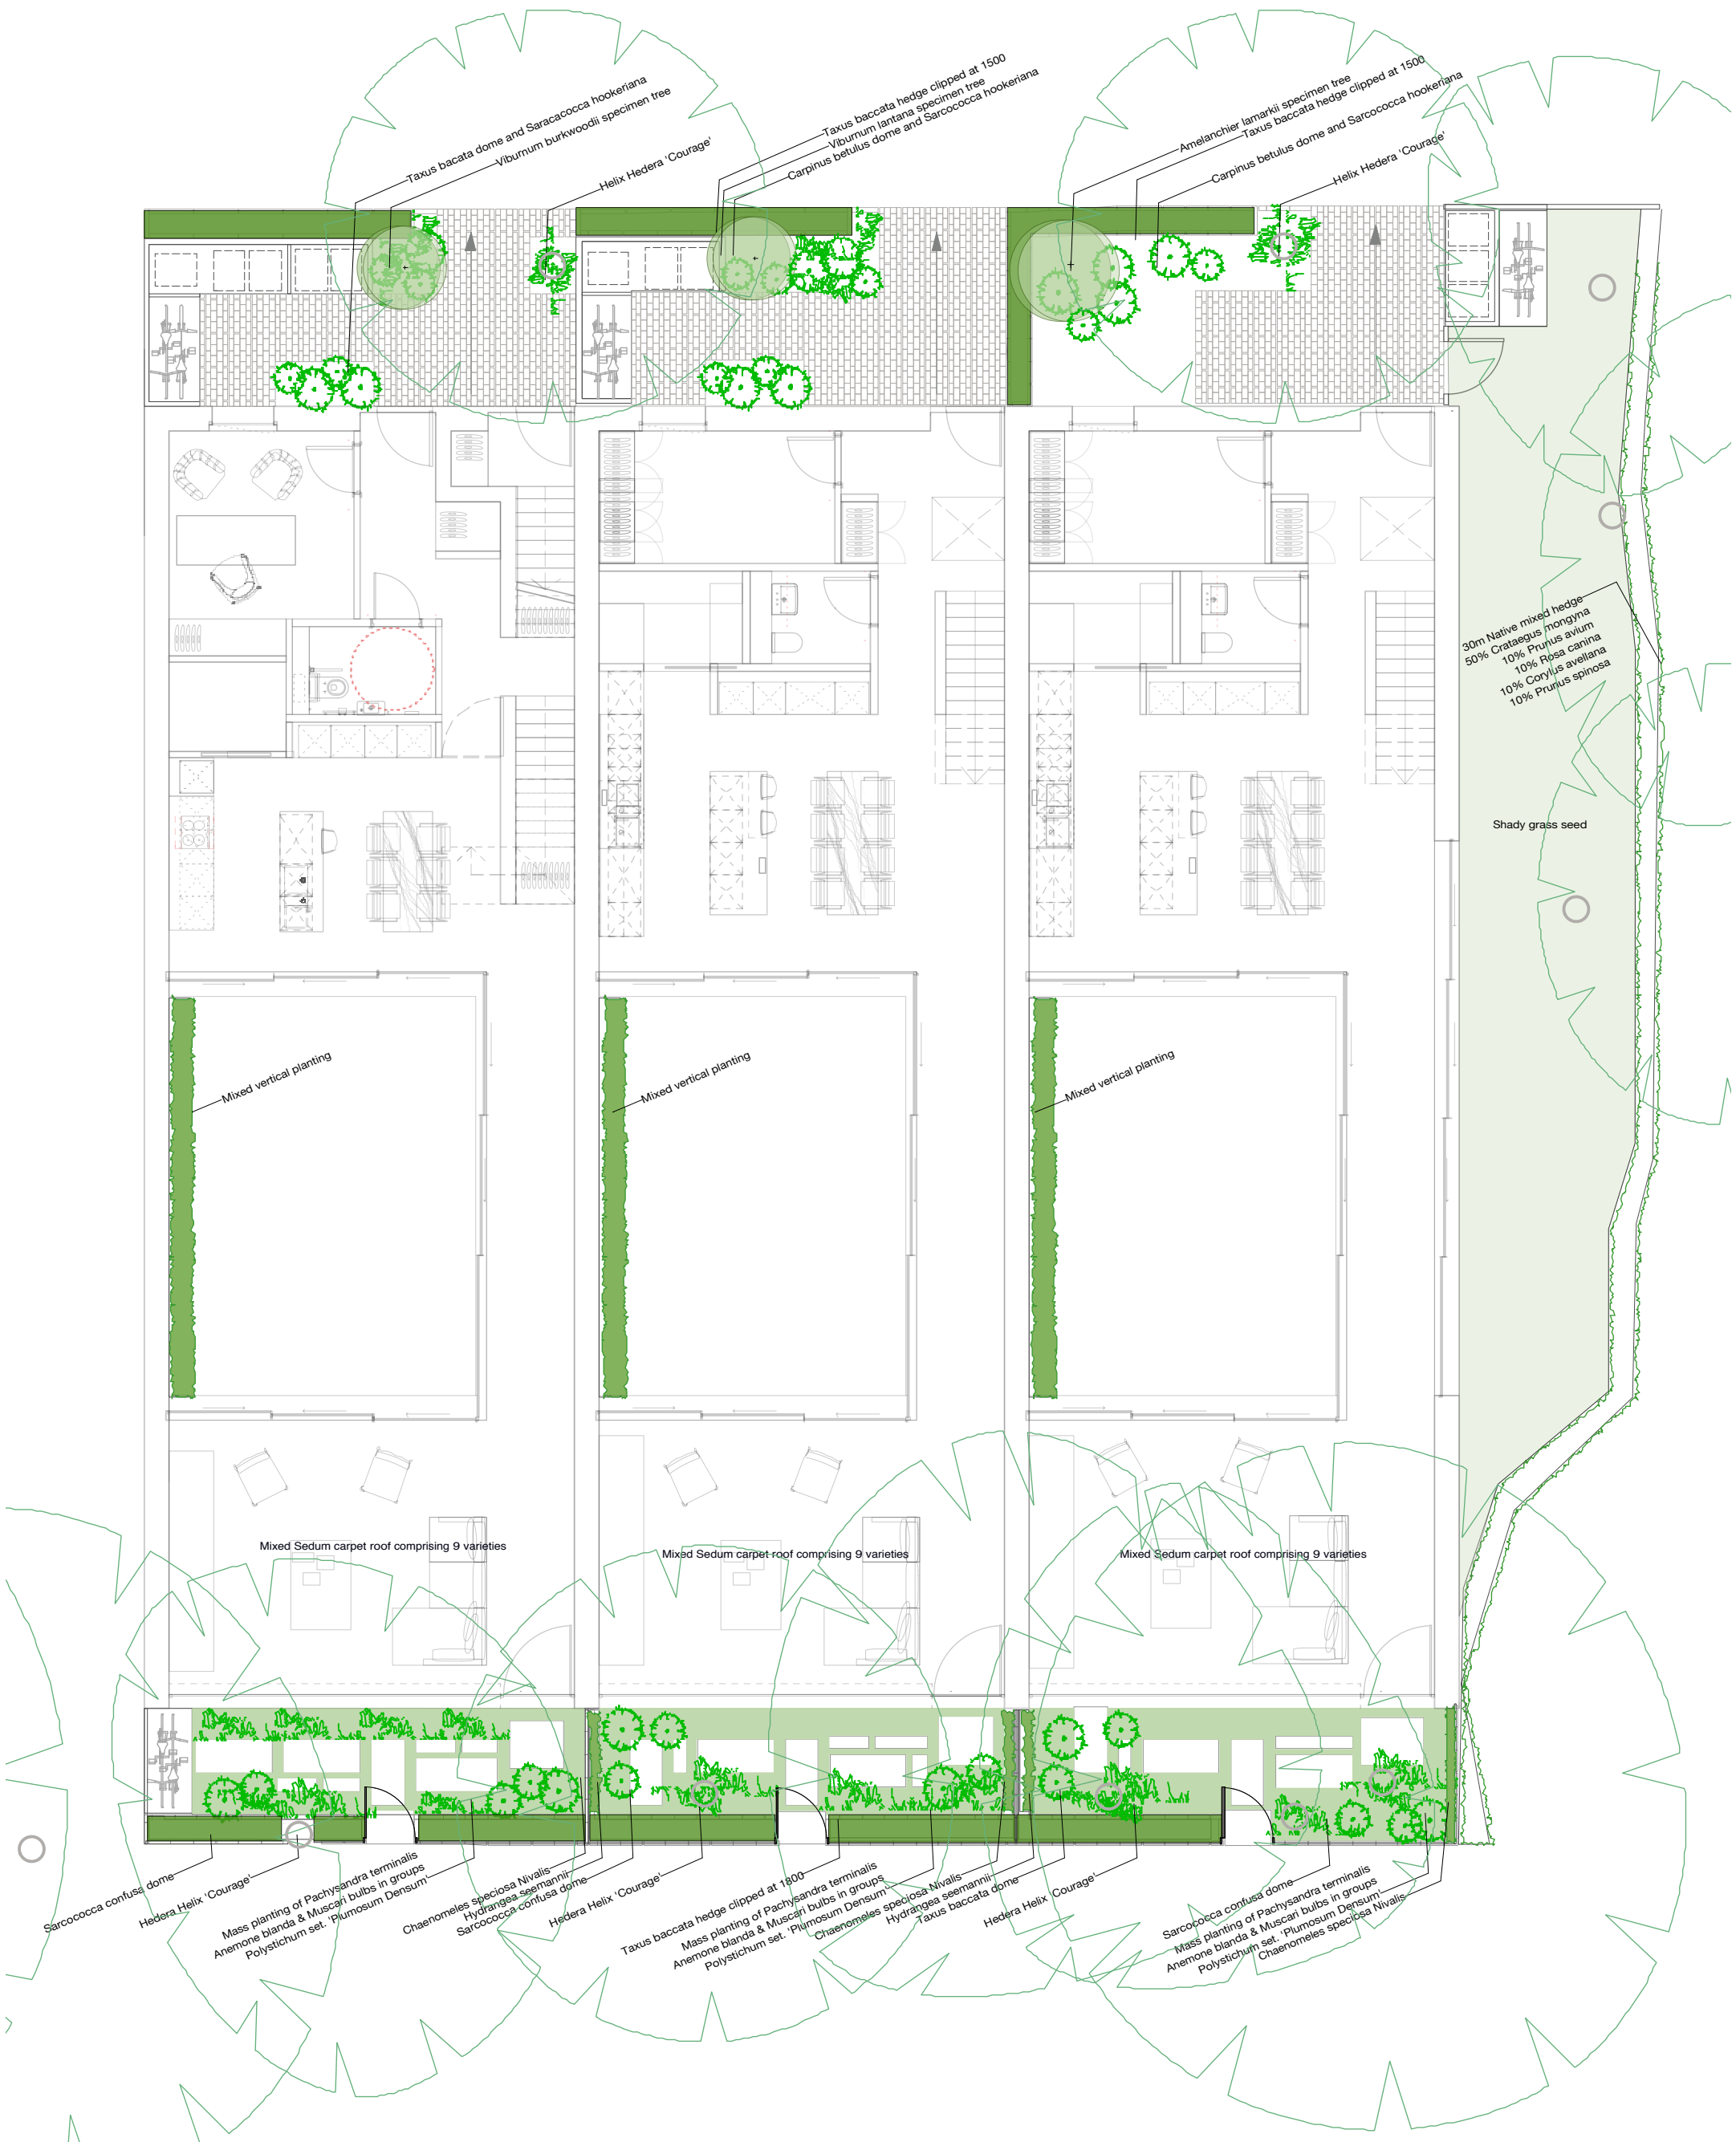 Taxus bacata dome and Saracacocca hookeriana
Viburnum burkwoodii specimen tree
Helix Hedera 'Courage'
Taxus baccata hedge clipped at 1500
Viburnum lantana specimen tree
Carpinus betulus dome and Sarcococca hookeriana
Amelanchier lamarkii specimen tree
Taxus baccata hedge clipped at 1500
Carpinus betulus dome and Sarcococca hookeriana
Helix Hedera 'Courage'
30m Native mixed hedge
50% Crataegus mongyna
10% Prunus avium
10% Rosa canina
10% Corylus avellana
10% Prunus spinosa
Shady grass seed
Mixed vertical planting
Mixed vertical planting
Mixed vertical planting
Mixed Sedum carpet roof comprising 9 varieties
Mixed Sedum carpet roof comprising 9 varieties
Mixed Sedum carpet roof comprising 9 varieties
Sarcococca confusa dome
Hedera Helix 'Courage'
Mass planting of Pachysandra terminalis
Anemone blanda & Muscari bulbs in groups
Polystichum set. 'Plumosum Densum'
Chaenomeles speciosa Nivalis
Hydrangea seemannii
Sarcococca confusa dome
Hedera Helix 'Courage'
Taxus baccata hedge clipped at 1800
Mass planting of Pachysandra terminalis
Anemone blanda & Muscari bulbs in groups
Polystichum set. 'Plumosum Densum'
Chaenomeles speciosa Nivalis
Hydrangea seemannii
Taxus baccata dome
Hedera Helix 'Courage'
Sarcococca confusa dome
Mass planting of Pachysandra terminalis
Anemone blanda & Muscari bulbs in groups
Polystichum set. 'Plumosum Densum'
Chaenomeles speciosa Nivalis